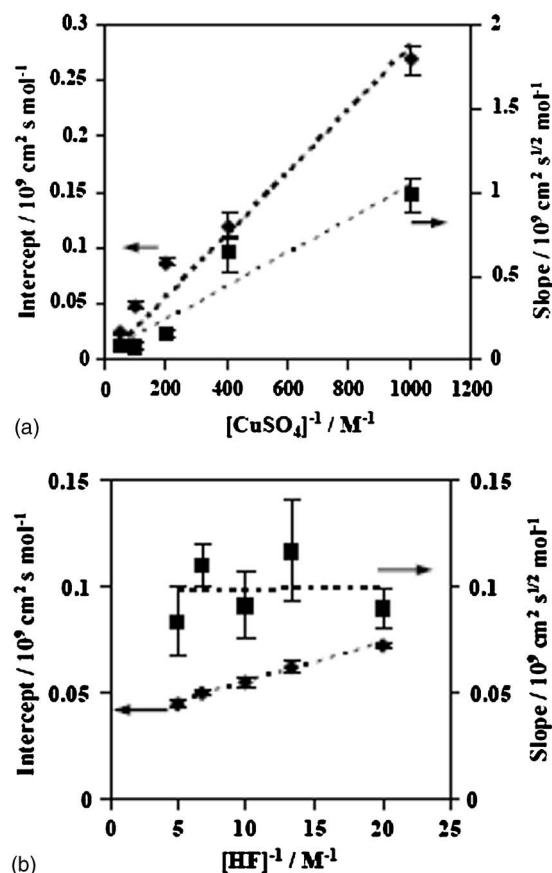 0.3
0.25
0.2
0.15
0.1
0.05
0
Intercept / 10⁹ cm² s mol⁻¹
2
1
1
0
Slope / 10⁹ cm² s¹/² mol⁻¹
0 200 400 600 800 1000 1200
(a) [CuSO₄]⁻¹ / M⁻¹
0.15
0.1
0.05
0
Intercept / 10⁹ cm² s mol⁻¹
0.15
0.1
0.05
0
Slope / 10⁹ cm² s¹/² mol⁻¹
0 5 10 15 20 25
(b) [HF]⁻¹ / M⁻¹